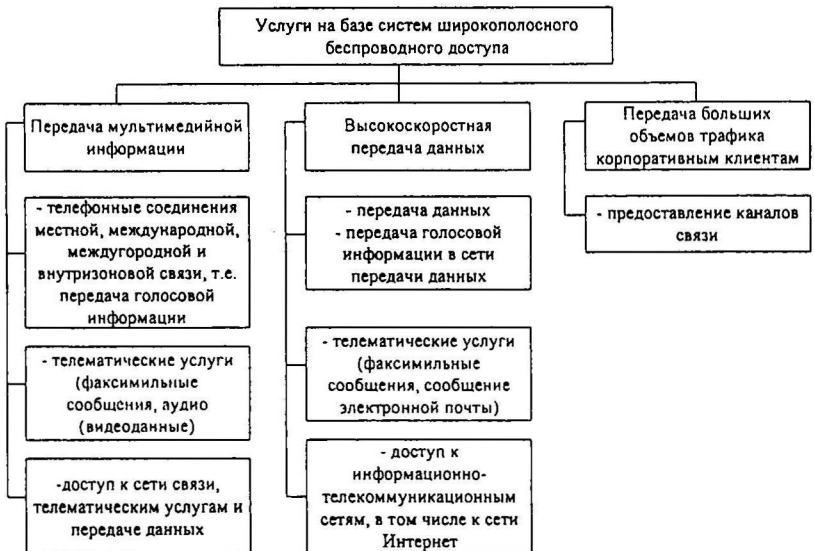 Услуги на базе систем широкополосного
беспроводного доступа
Передача мультимедийной
информации
- телефонные соединения
местной, международной,
междугородной и
внутризоновой связи, т.е.
передача голосовой
информации
- телематические услуги
(факсимильные
сообщения, аудио
(видеоданные)
-доступ к сети связи,
телематическим услугам и
передаче данных
Высокоскоростная
передача данных
- передача данных
- передача голосовой
информации в сети
передачи данных
- телематические услуги
(факсимильные
сообщения, сообщение
электронной почты)
- доступ к
информационно-
телекоммуникационным
сетям, в том числе к сети
Интернет
Передача больших
объемов трафика
корпоративным клиентам
- предоставление каналов
связи